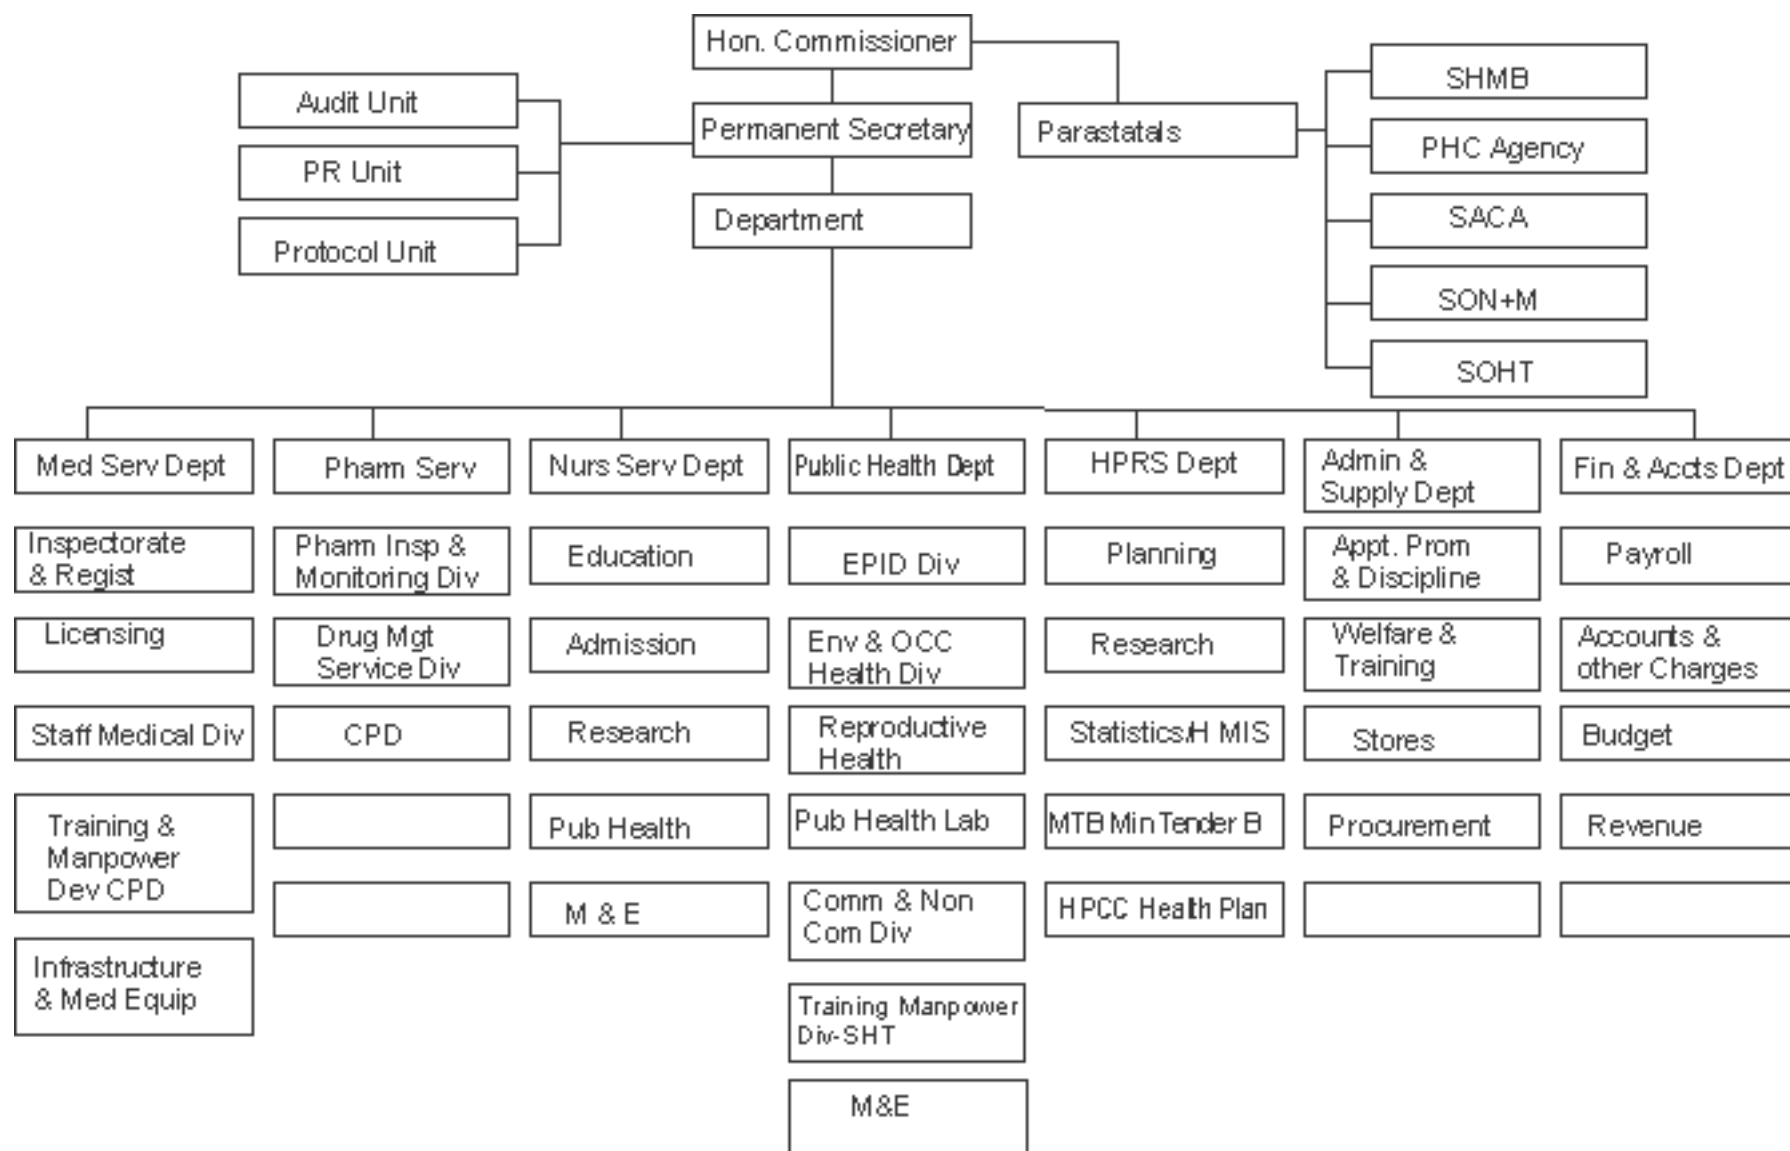 Hon. Commissioner
SHMB
Audit Unit
Permanent Secretary
Parastatals
PHC Agency
PR Unit
Department
SACA
Protocol Unit
SON+M
SOHT
Med Serv Dept
Pharm Serv
Nurs Serv Dept
Public Health Dept
HPRS Dept
Admin &
Supply Dept
Fin & Accts Dept
Inspectorate
& Regist
Pharm Insp &
Monitoring Div
Education
EPID Div
Planning
Appt. Prom
& Discipline
Payroll
Licensing
Drug Mgt
Service Div
Admission
Env & OCC
Health Div
Research
Welfare &
Training
Accounts &
other Charges
Staff Medical Div
CPD
Research
Reproductive
Health
Statistics/H MIS
Stores
Budget
Training &
Manpower
Dev CPD
Pub Health
Pub Health Lab
MTB Min Tender B
Procurement
Revenue
M & E
Comm & Non
Com Div
HPCC Health Plan
Infrastructure
& Med Equip
Training Manpower
Div-SHT
M&E